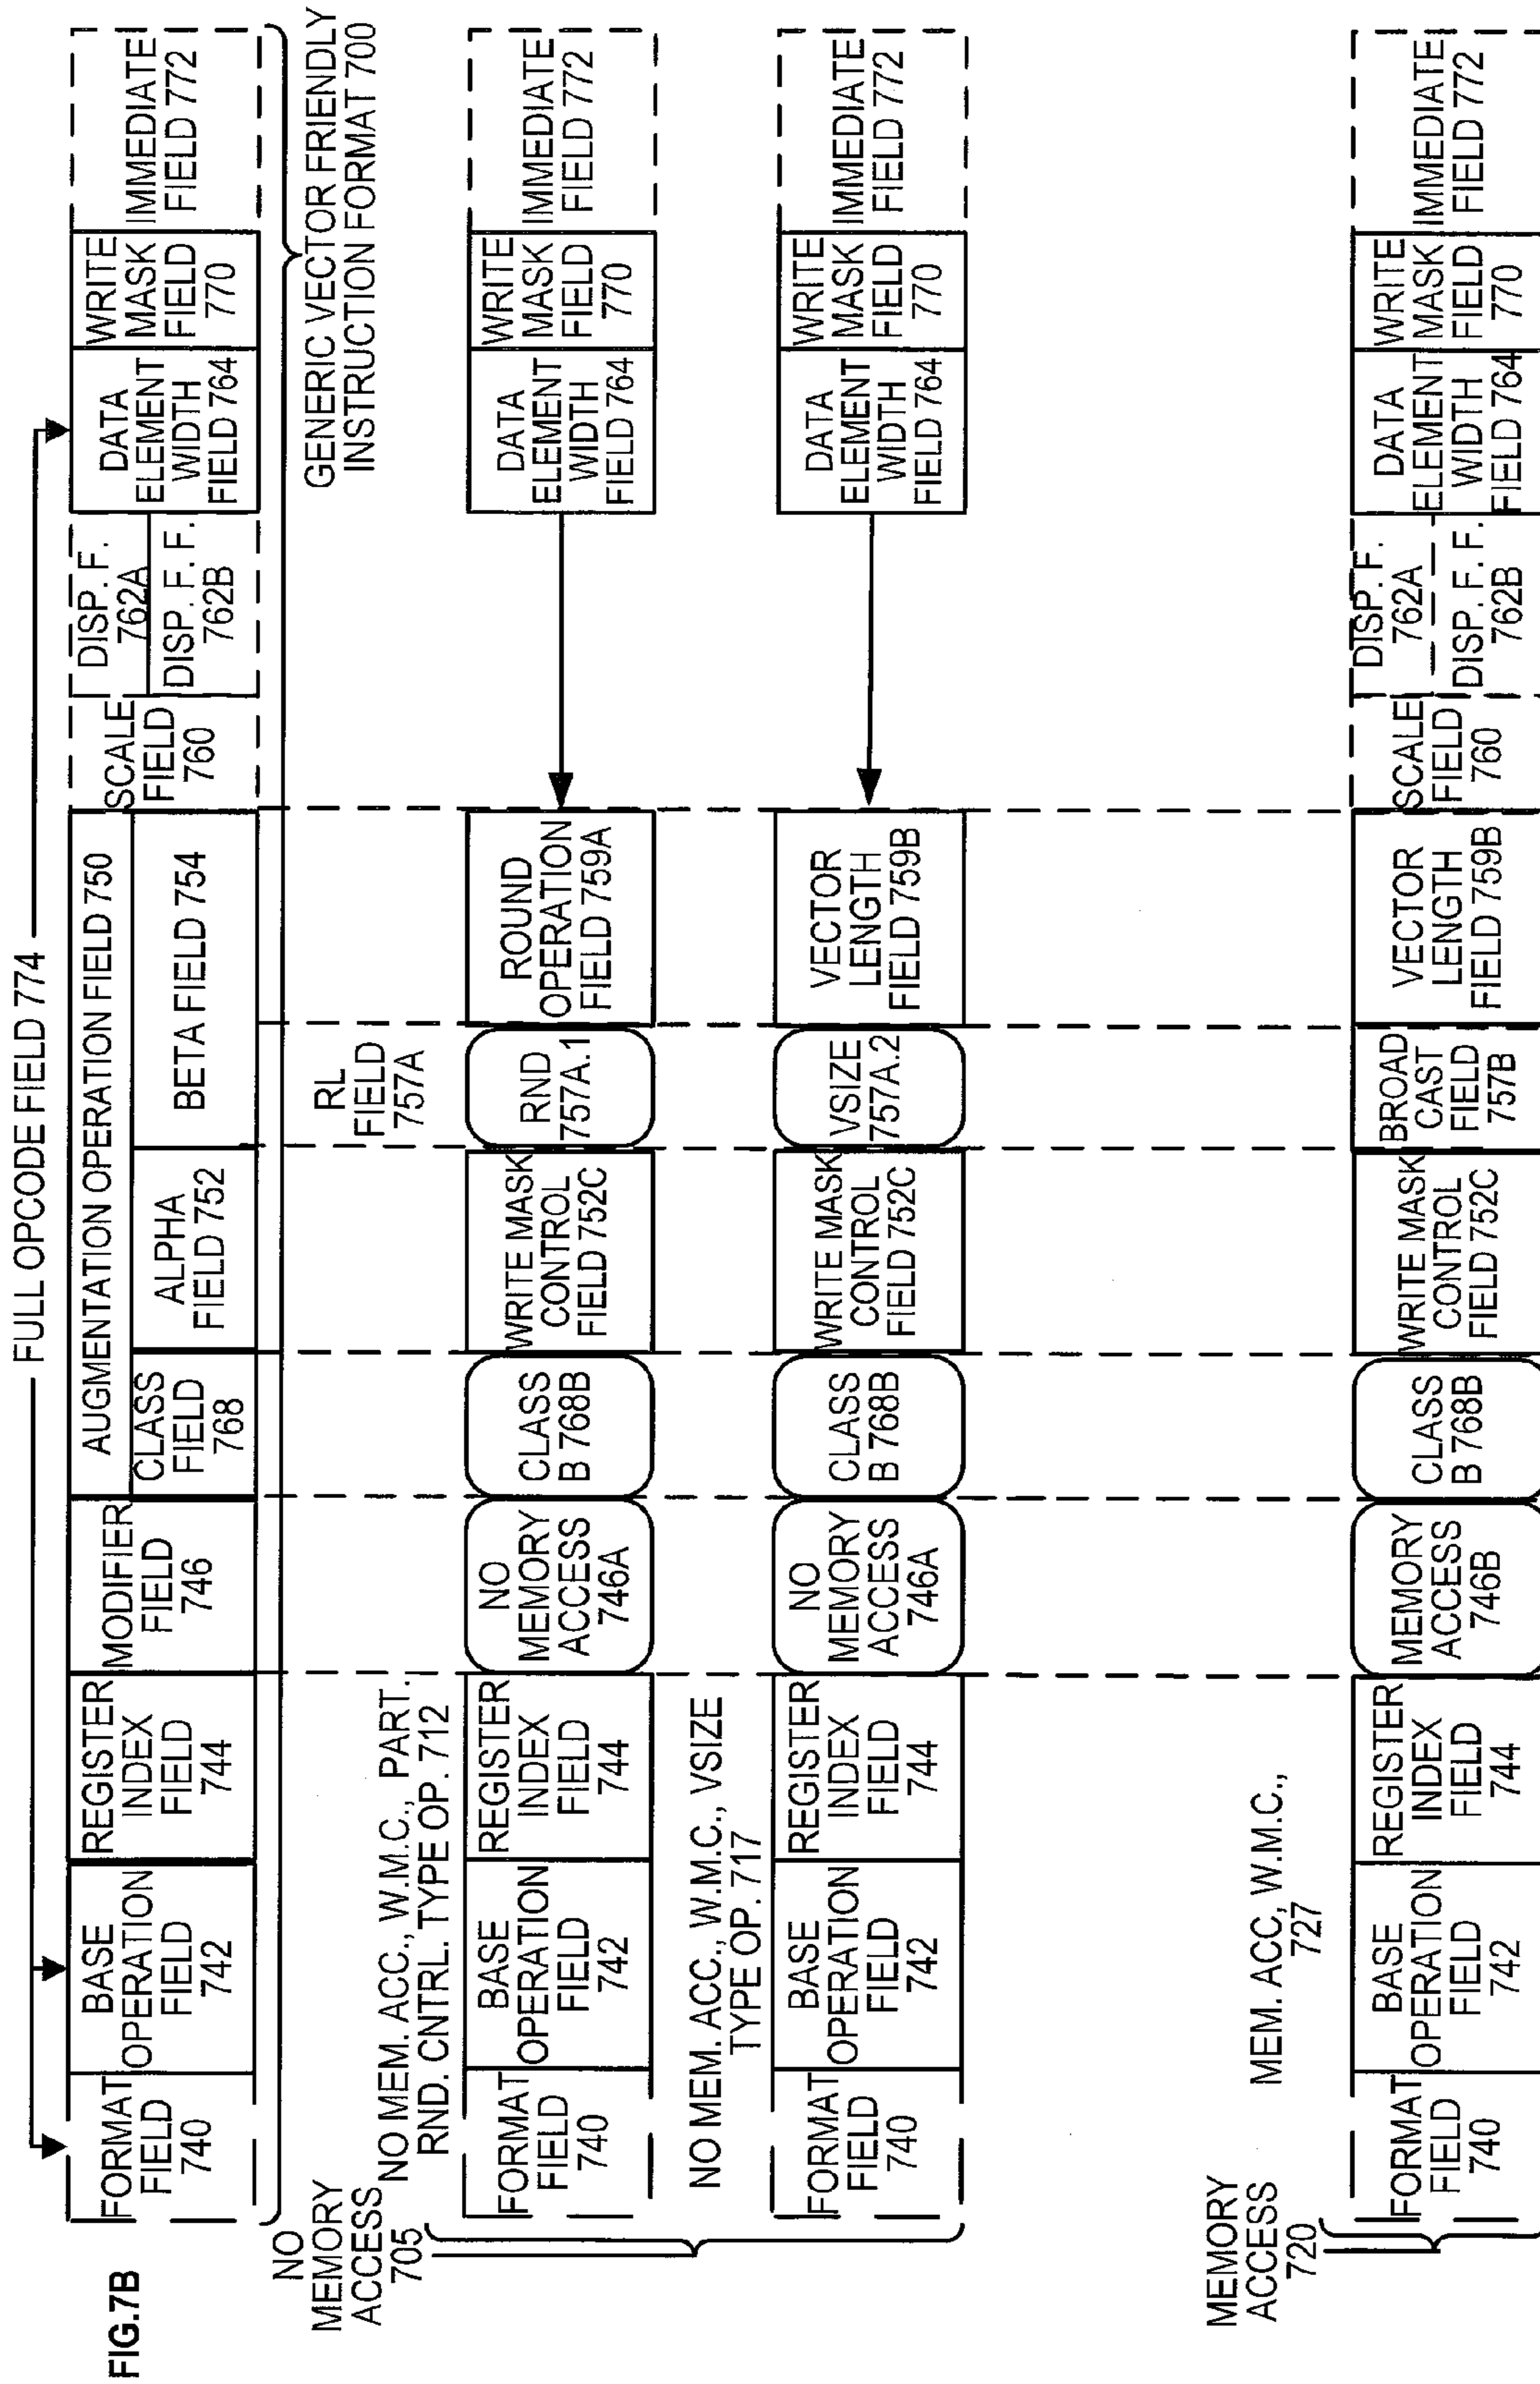 FIG.7B
FULL OPCODE FIELD 774
FORMAT
FIELD
740
BASE
OPERATION
FIELD
742
REGISTER
INDEX
FIELD
744
MODIFIER
FIELD
746
AUGMENTATION OPERATION FIELD 750
CLASS
FIELD
768
ALPHA
FIELD 752
BETA FIELD 754
SCALE
FIELD
760
DISP. F.
762A
DISP. F. F.
762B
DATA
ELEMENT
WIDTH
FIELD 764
WRITE
MASK
FIELD
770
IMMEDIATE
FIELD 772
GENERIC VECTOR FRIENDLY
INSTRUCTION FORMAT 700
NO
MEMORY
ACCESS
705
NO MEM. ACC., W.M.C., PART.
RND. CNTRL. TYPE OP. 712
RL
FIELD
757A
FORMAT
FIELD
740
BASE
OPERATION
FIELD
742
REGISTER
INDEX
FIELD
744
NO
MEMORY
ACCESS
746A
CLASS
B 768B
WRITE MASK
CONTROL
FIELD 752C
RND
757A.1
ROUND
OPERATION
FIELD 759A
DATA
ELEMENT
WIDTH
FIELD 764
WRITE
MASK
FIELD
770
IMMEDIATE
FIELD 772
NO MEM. ACC., W.M.C., VSIZE
TYPE OP. 717
FORMAT
FIELD
740
BASE
OPERATION
FIELD
742
REGISTER
INDEX
FIELD
744
NO
MEMORY
ACCESS
746A
CLASS
B 768B
WRITE MASK
CONTROL
FIELD 752C
VSIZE
757A.2
VECTOR
LENGTH
FIELD 759B
DATA
ELEMENT
WIDTH
FIELD 764
WRITE
MASK
FIELD
770
IMMEDIATE
FIELD 772
MEMORY
ACCESS
720
MEM. ACC, W.M.C.,
727
FORMAT
FIELD
740
BASE
OPERATION
FIELD
742
REGISTER
INDEX
FIELD
744
MEMORY
ACCESS
746B
CLASS
B 768B
WRITE MASK
CONTROL
FIELD 752C
BROAD
CAST
FIELD
757B
VECTOR
LENGTH
FIELD 759B
SCALE
FIELD
760
DISP. F.
762A
DISP. F. F.
762B
DATA
ELEMENT
WIDTH
FIELD 764
WRITE
MASK
FIELD
770
IMMEDIATE
FIELD 772